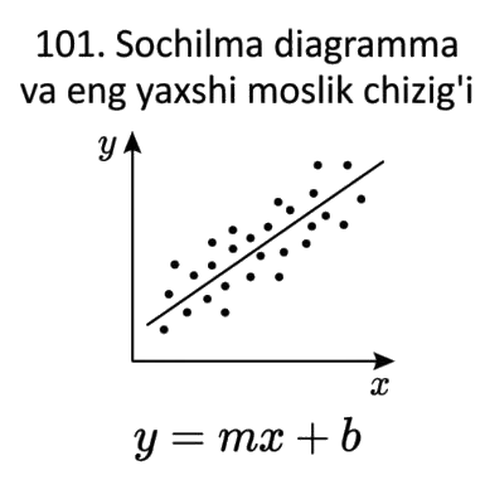 101. Sochilma diagramma
va eng yaxshi moslik chizig'i
y
x
y = mx + b